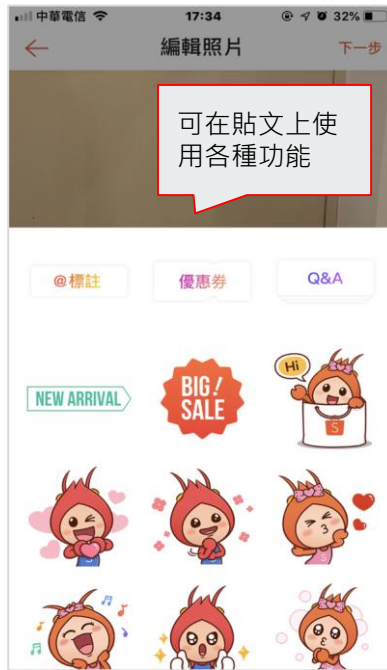 中華電信 17:34 32%
編輯照片 下一步
可在貼文上使
用各種功能
@標註 優惠券 Q&A
NEW ARRIVAL
BIG!
SALE
Hi
S